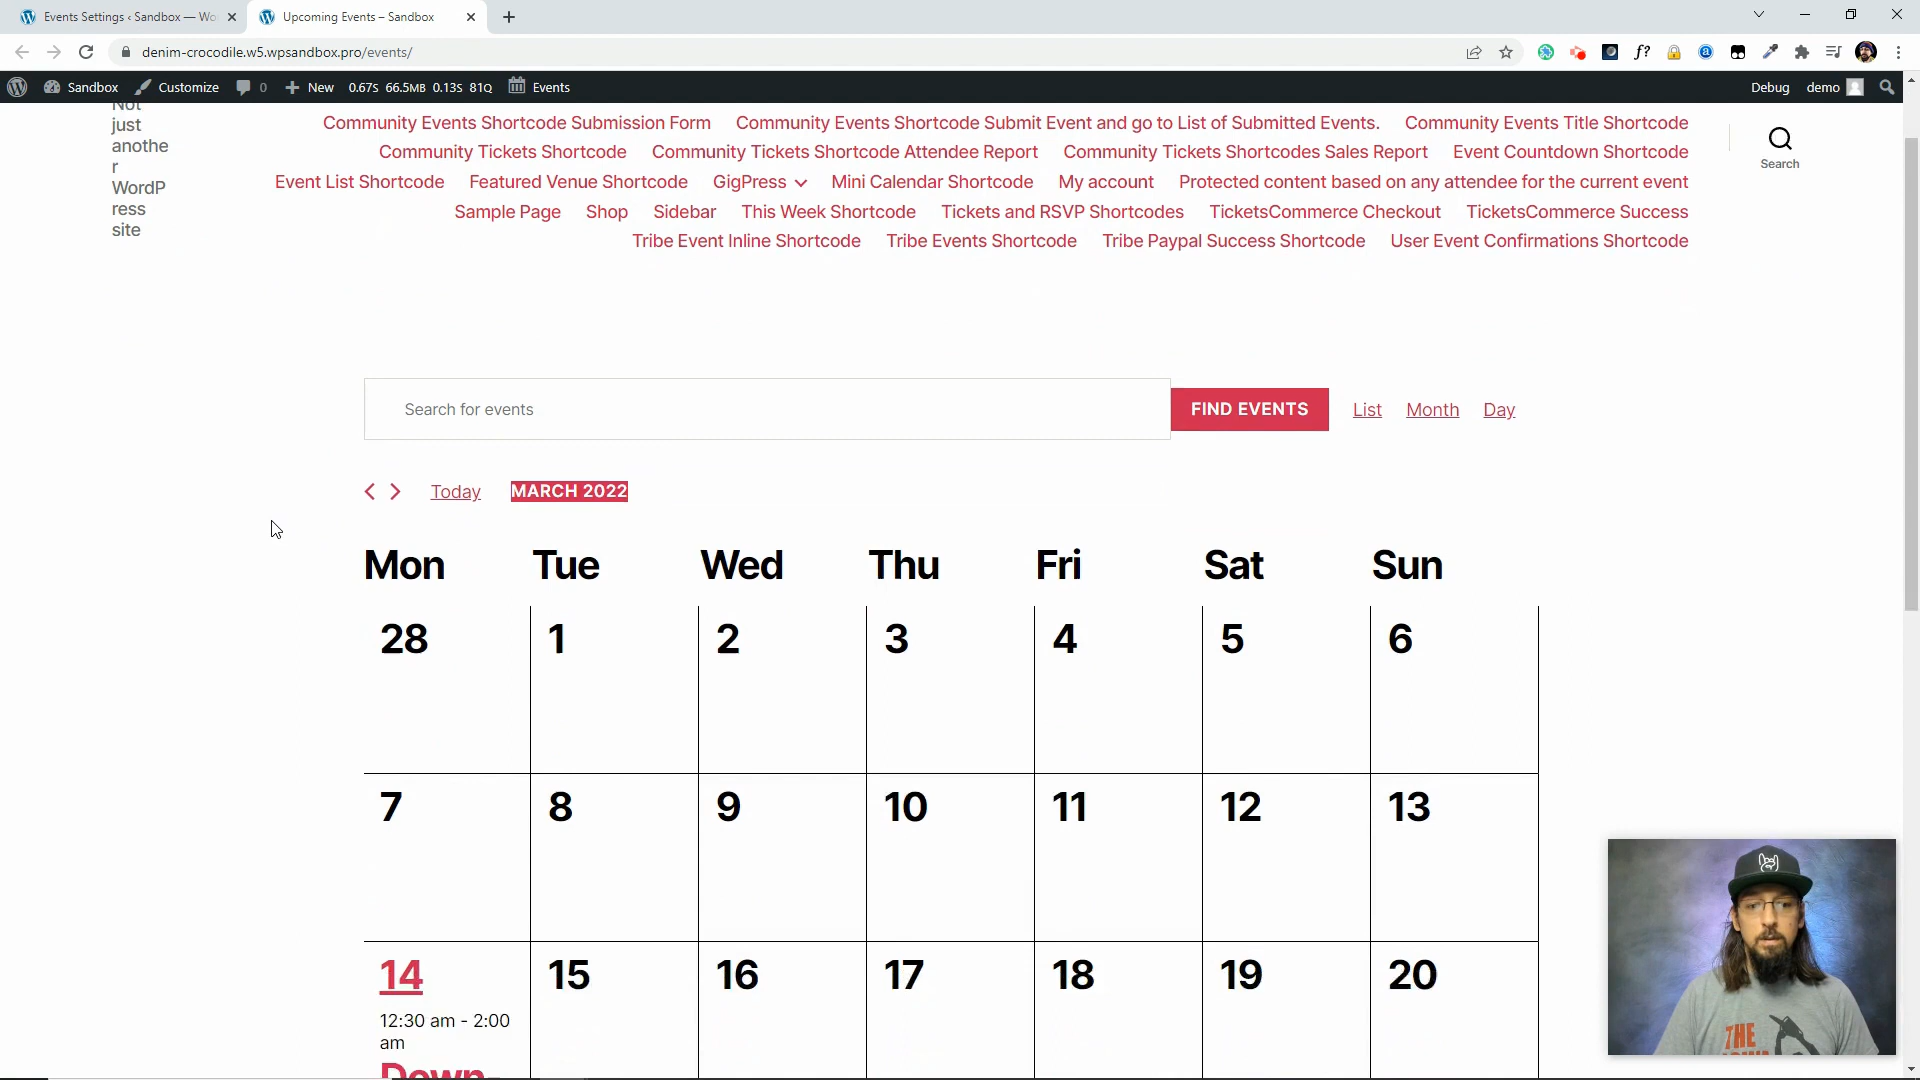 Events Settings ‹ Sandbox — Wo
Upcoming Events – Sandbox
denim-crocodile.w5.wpsandbox.pro/events/
f?
Sandbox
Customize
0
New
0.67S 66.5MB 0.13S 81Q
Events
Debug
demo
Not
just
anothe
r
WordP
ress
site
Community Events Shortcode Submission Form Community Events Shortcode Submit Event and go to List of Submitted Events. Community Events Title Shortcode
Community Tickets Shortcode Community Tickets Shortcode Attendee Report Community Tickets Shortcodes Sales Report Event Countdown Shortcode
Event List Shortcode Featured Venue Shortcode GigPress Mini Calendar Shortcode My account Protected content based on any attendee for the current event
Sample Page Shop Sidebar This Week Shortcode Tickets and RSVP Shortcodes TicketsCommerce Checkout TicketsCommerce Success
Tribe Event Inline Shortcode Tribe Events Shortcode Tribe Paypal Success Shortcode User Event Confirmations Shortcode
Search
Search for events
FIND EVENTS
List Month Day
Today MARCH 2022
Mon Tue Wed Thu Fri Sat Sun
28 1 2 3 4 5 6
7 8 9 10 11 12 13
14 15 16 17 18 19 20
12:30 am - 2:00
am
Down-
THE